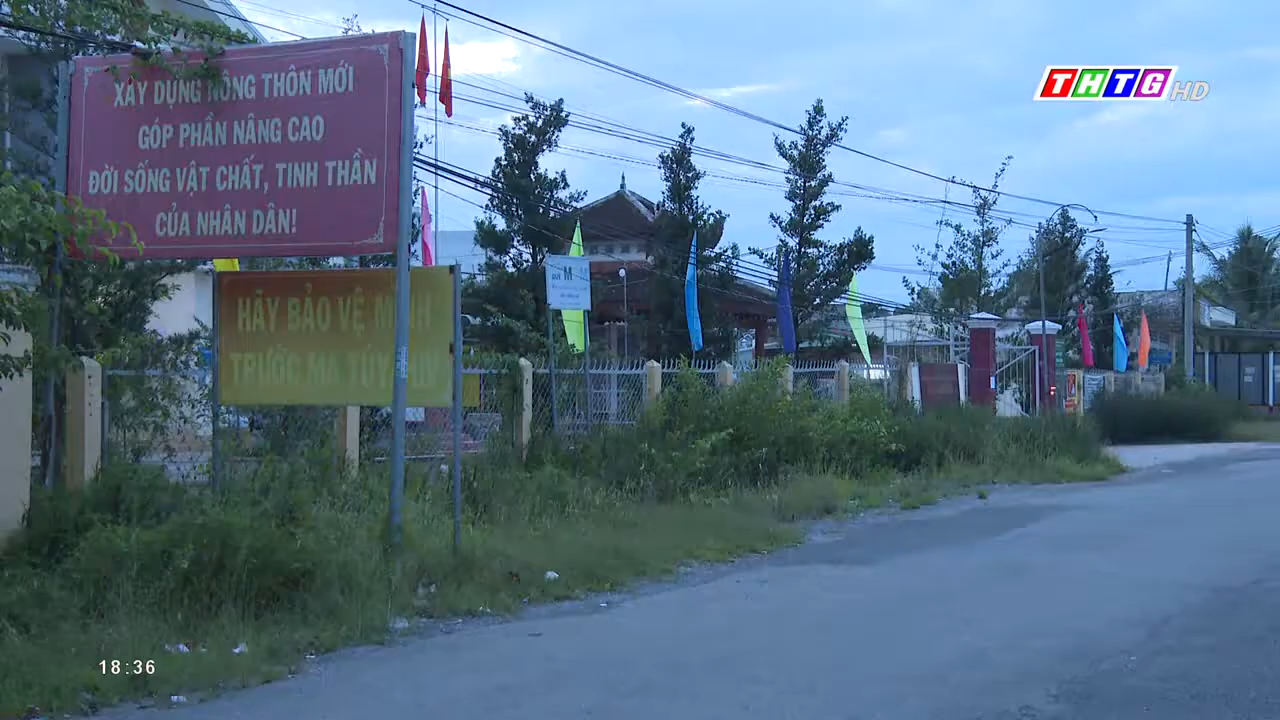 XÂY DỰNG NÔNG THÔN MỚI
GÓP PHẦN NÂNG CAO
ĐỜI SỐNG VẬT CHẤT, TINH THẦN
CỦA NHÂN DÂN!
HÃY BẢO VỆ MÌNH
TRƯỚC MA TÚY
THTG HD
18:36